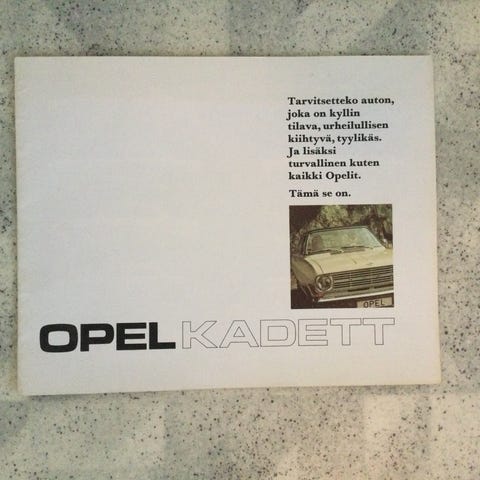 Tarvitsetteko auton,
joka on kyllin
tilava, urheilullisen
kiihtyvä, tyylikäs.
Ja lisäksi
turvallinen kuten
kaikki Opelit.
Tämä se on.
OPEL
OPEL KADETT